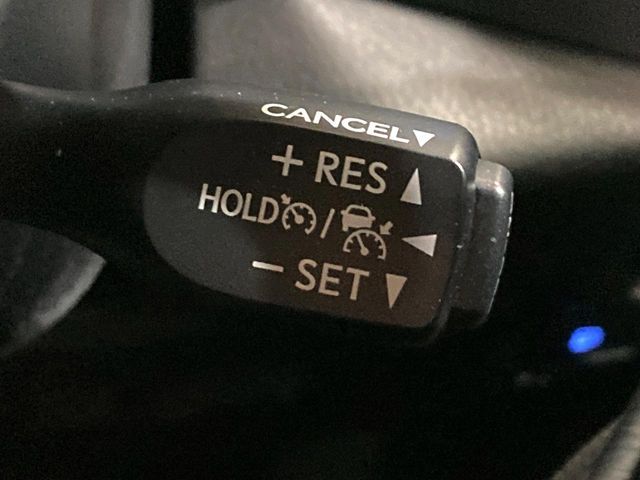 CANCEL
+ RES
HOLD /
− SET